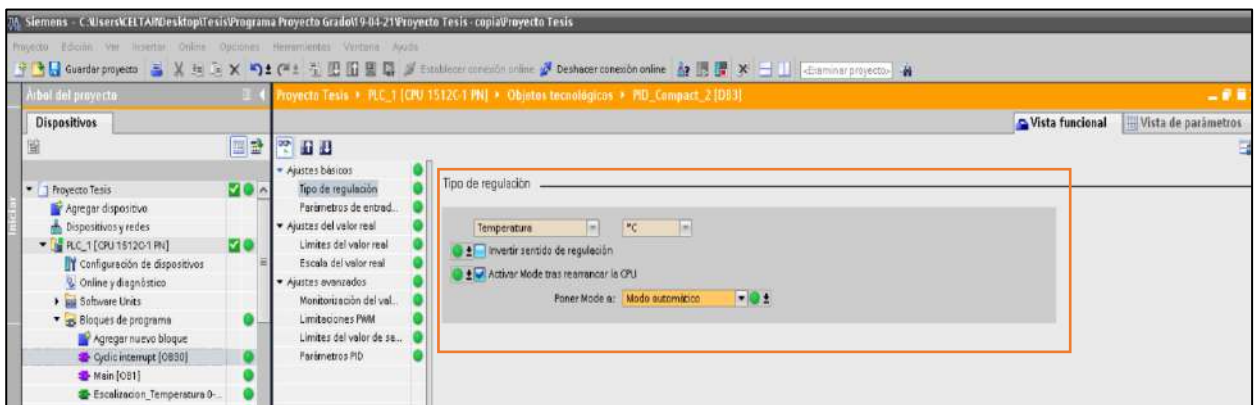 Siemens - C:\Users\CELTAR\Desktop\Tesis\Programa Proyecto Grado\19-04-21\Proyecto Tesis - copia\Proyecto Tesis
Proyecto Edición Ver Insertar Online Opciones Herramientas Ventana Ayuda
Guardar proyecto Establecer conexión online Deshacer conexión online <Examinar proyecto>
Árbol del proyecto
Proyecto Tesis PLC_1 [CPU 1512C-1 PN] Objetos tecnológicos PID_Compact_2 [DB3]
Dispositivos
Vista funcional Vista de parámetros
Iniciar
Proyecto Tesis
Agregar dispositivo
Dispositivos y redes
PLC_1 [CPU 1512C-1 PN]
Configuración de dispositivos
Online y diagnóstico
Software Units
Bloques de programa
Agregar nuevo bloque
Cyclic interrupt [OB30]
Main [OB1]
Escalizacion_Temperatura 0-...
Ajustes básicos
Tipo de regulación
Parámetros de entrad...
Ajustes del valor real
Limites del valor real
Escala del valor real
Ajustes avanzados
Monitorización del val...
Limitaciones PWM
Limites del valor de sa...
Parámetros PID
Tipo de regulación
Temperatura °C
Invertir sentido de regulación
Activar Mode tras rearrancar la CPU
Poner Mode a: Modo automático